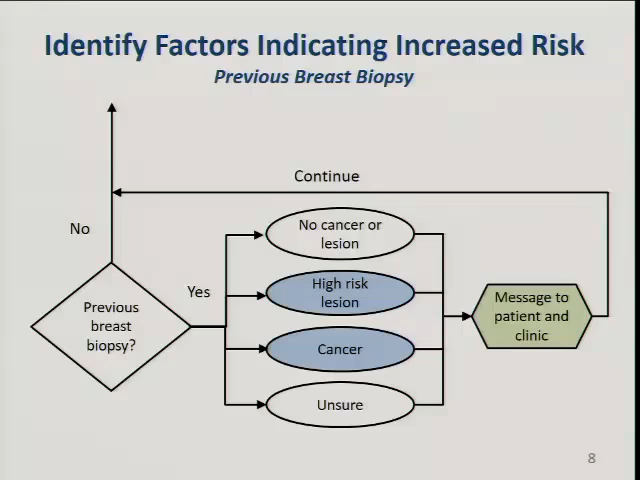 Identify Factors Indicating Increased Risk
Previous Breast Biopsy
Continue
No
No cancer or
lesion
Yes
High risk
lesion
Previous
breast
biopsy?
Message to
patient and
clinic
Cancer
Unsure
8